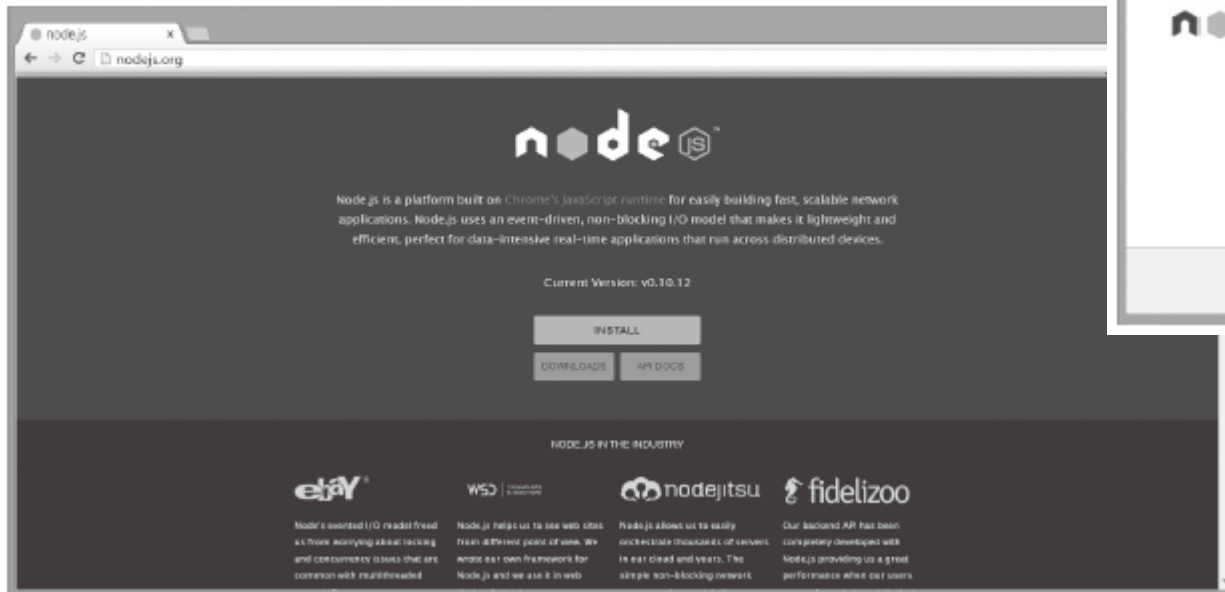 node.js
nodejs.org
node JS
Node.js is a platform built on Chrome's JavaScript runtime for easily building fast, scalable network
applications. Node.js uses an event-driven, non-blocking I/O model that makes it lightweight and
efficient, perfect for data-intensive real-time applications that run across distributed devices.
Current Version: v0.10.12
INSTALL
DOWNLOADS API DOCS
NODE.JS IN THE INDUSTRY
ebaY WSD nodejitsu fidelizoo
Node's evented I/O model freed
as from worrying about locking
and concurrency issues that are
common with multithreaded
Node.js helps us to see web sites
from different point of view. We
wrote our own framework for
Node.js and we use it in web
Node.js allows us to easily
orchestrate thousands of servers
in our cloud and yours. The
simple non-blocking network
Our backend API has been
completely developed with
Node.js providing us a great
performance when our users
n